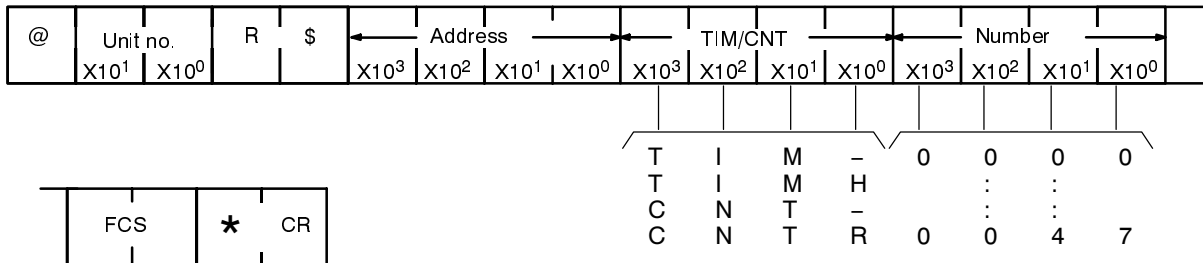 @ Unit no. R $ Address TIM/CNT Number
X10¹ X10⁰ X10³ X10² X10¹ X10⁰ X10³ X10² X10¹ X10⁰ X10³ X10² X10¹ X10⁰
T I M – 0 0 0 0
T I M H : :
C N T – : :
C N T R 0 0 4 7
FCS * CR